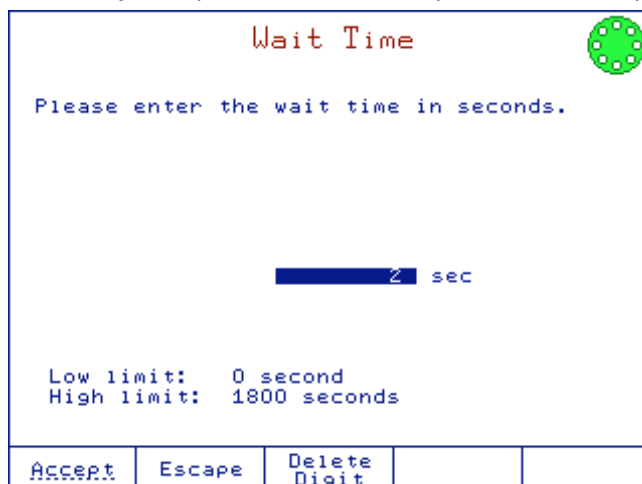 Wait Time
Please enter the wait time in seconds.
2 sec
Low limit: 0 second
High limit: 1800 seconds
Accept Escape Delete Digit